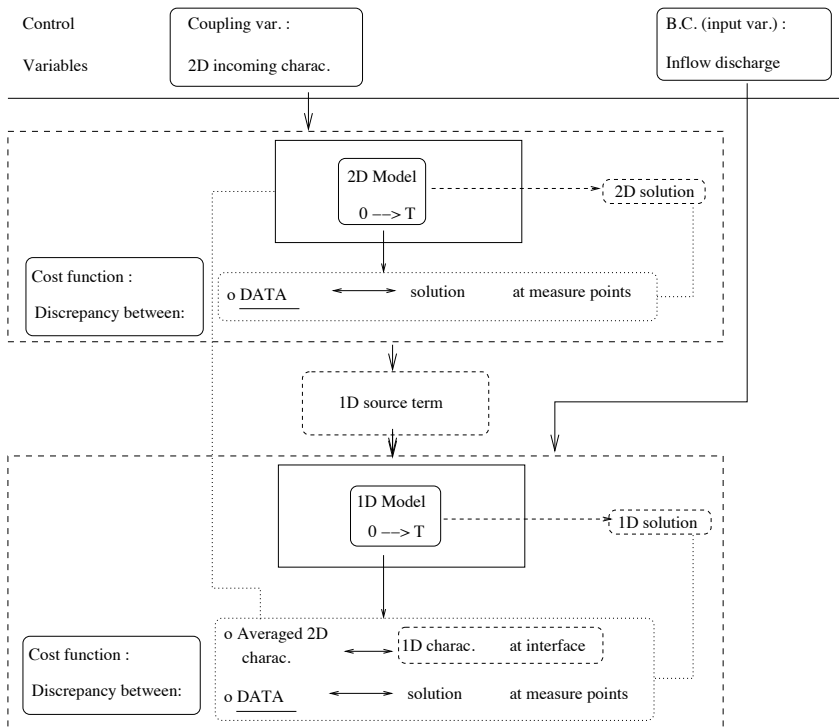 Control
Variables
Coupling var. :
2D incoming charac.
B.C. (input var.) :
Inflow discharge
2D Model
0 −−> T
2D solution
Cost function :
Discrepancy between:
o DATA solution at measure points
1D source term
1D Model
0 −−> T
1D solution
Cost function :
Discrepancy between:
o Averaged 2D
charac.
1D charac. at interface
o DATA solution at measure points